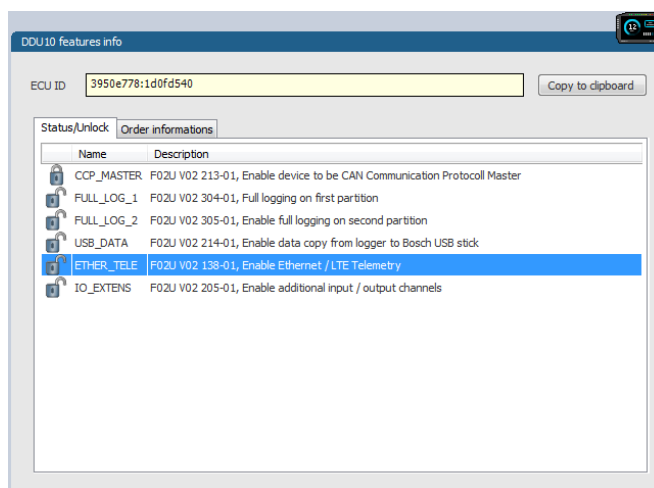 12
DDU10 features info
ECU ID 3950e778:1d0fd540 Copy to clipboard
Status/Unlock Order informations
Name Description
CCP_MASTER F02U V02 213-01, Enable device to be CAN Communication Protocoll Master
FULL_LOG_1 F02U V02 304-01, Full logging on first partition
FULL_LOG_2 F02U V02 305-01, Enable full logging on second partition
USB_DATA F02U V02 214-01, Enable data copy from logger to Bosch USB stick
ETHER_TELE F02U V02 138-01, Enable Ethernet / LTE Telemetry
IO_EXTENS F02U V02 205-01, Enable additional input / output channels